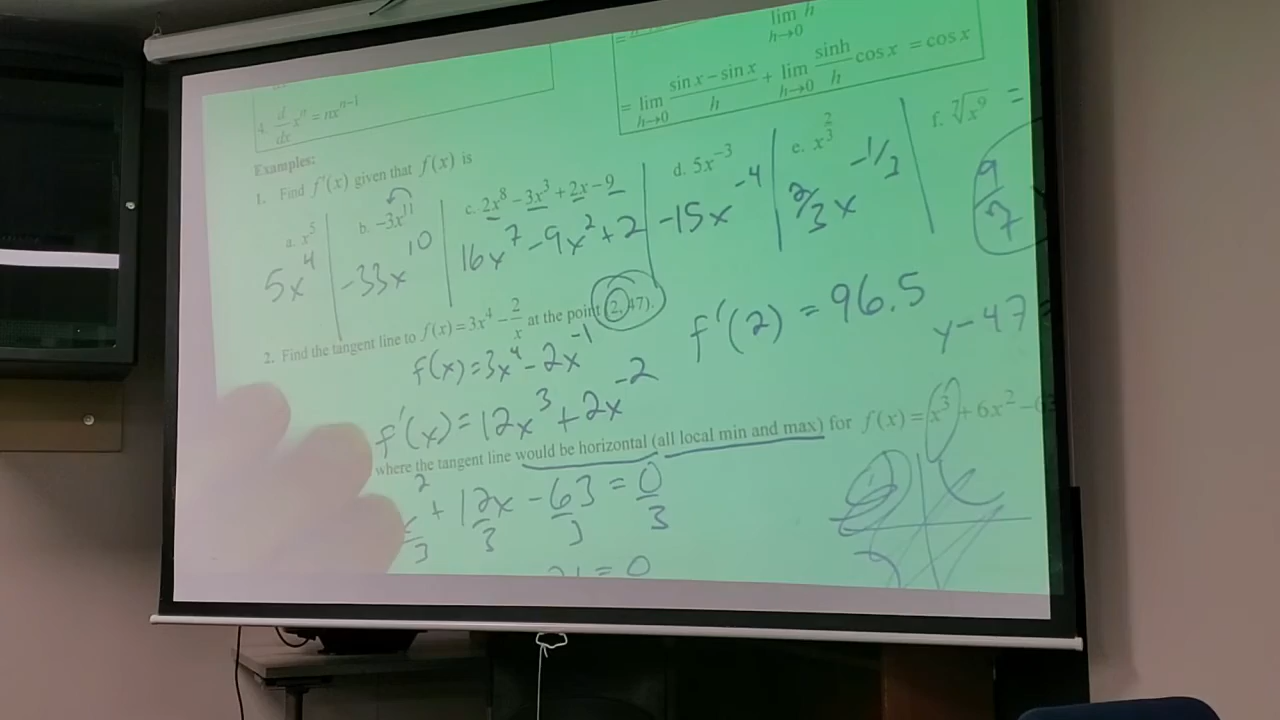 lim h
h→0
4. d/dx x^n = nx^{n-1}
= lim_{h→0} (sin x − sin x)/h + lim_{h→0} sinh/h cos x = cos x
Examples:
1. Find f'(x) given that f(x) is
a. x^5
b. −3x^{11}
c. 2x^8 − 3x^3 + 2x − 9
d. 5x^{−3}
e. x^{2/3}
f. ⁷√x^9 =
5x^4
−33x^{10}
16x^7 − 9x^2 + 2
−15x^{−4}
2/3 x^{−1/3}
9/7
2. Find the tangent line to f(x) = 3x^4 − 2/x at the point (2, 47).
f(x) = 3x^4 − 2x^{−1}
f'(2) = 96.5
y − 47 =
f'(x) = 12x^3 + 2x^{−2}
where the tangent line would be horizontal (all local min and max) for f(x) = x^3 + 6x^2 −
2/3 + 12x/3 − 63/3 = 0/3
= 0